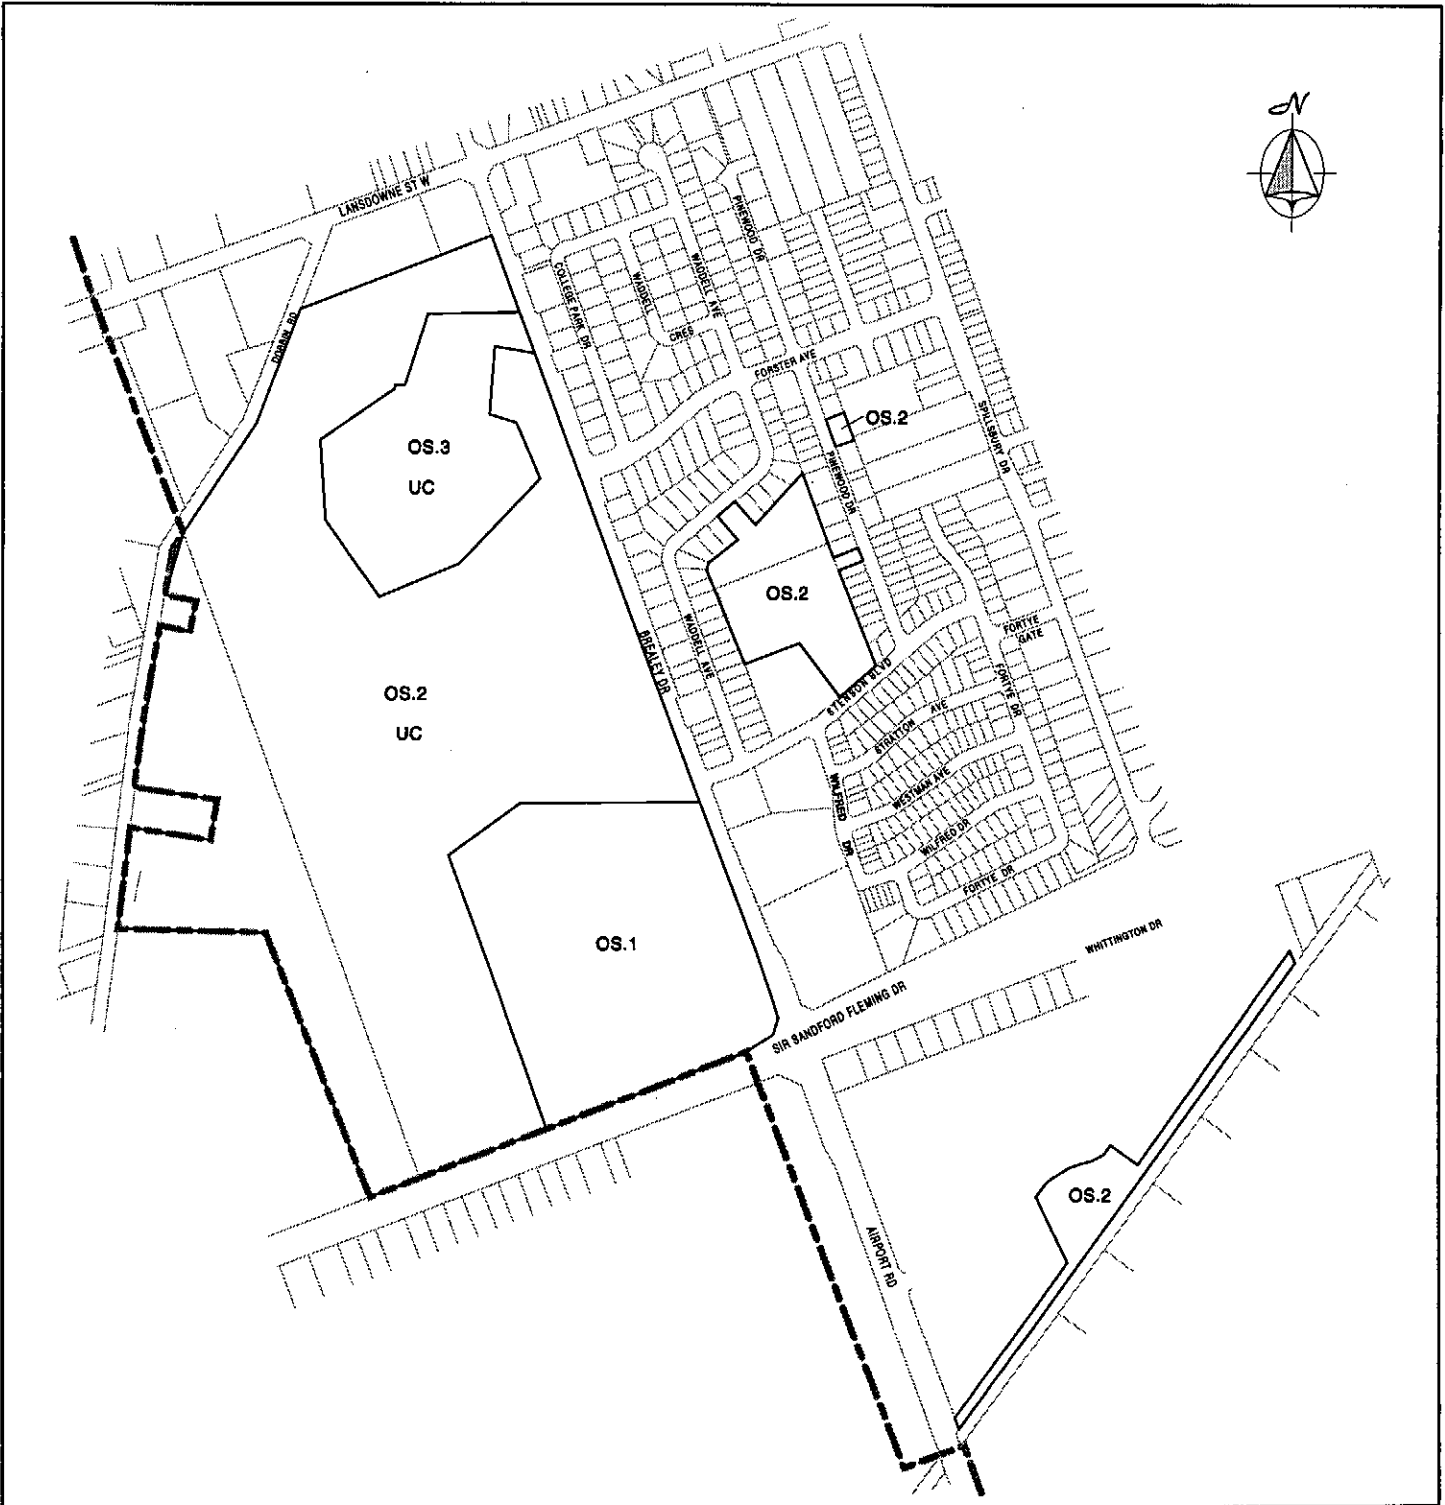 N
LANSDOWNE ST W
DOBBIN RD
COLLEGE PARK DR
WADDELL
CRES
WADDELL AVE
PINEWOOD DR
FORSTER AVE
OS.2
SPILLSBURY DR
PINEWOOD DR
OS.3
UC
OS.2
WADDELL AVE
BREALEY DR
STENSON BLVD
FORTYE
GATE
FORTYE DR
OS.2
UC
STRATTON AVE
WESTMAN AVE
WILFRED
DR
WILFRED DR
FORTYE DR
OS.1
WHITTINGTON DR
SIR SANDFORD FLEMING DR
OS.2
AIRPORT RD